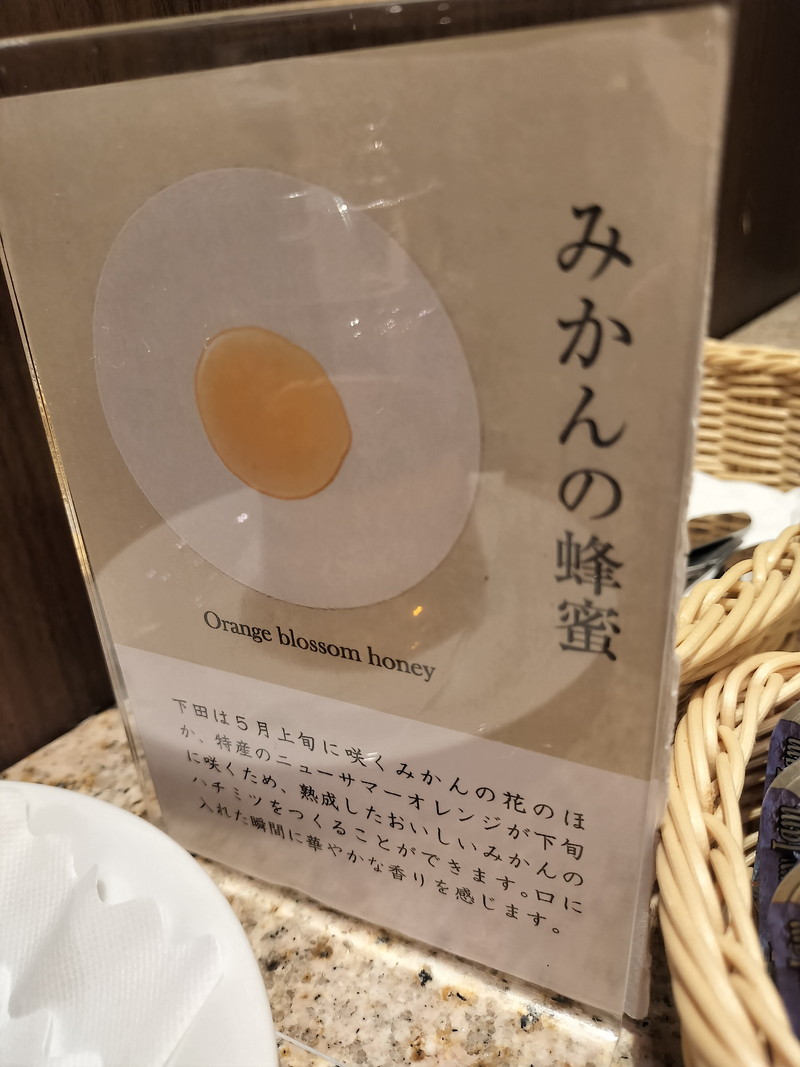 みかんの蜂蜜
Orange blossom honey
下田は５月上旬に咲くみかんの花のほ
か、特産のニューサマーオレンジが下旬
に咲くため、熟成したおいしいみかんの
ハチミツをつくることができます。口に
入れた瞬間に華やかな香りを感じます。